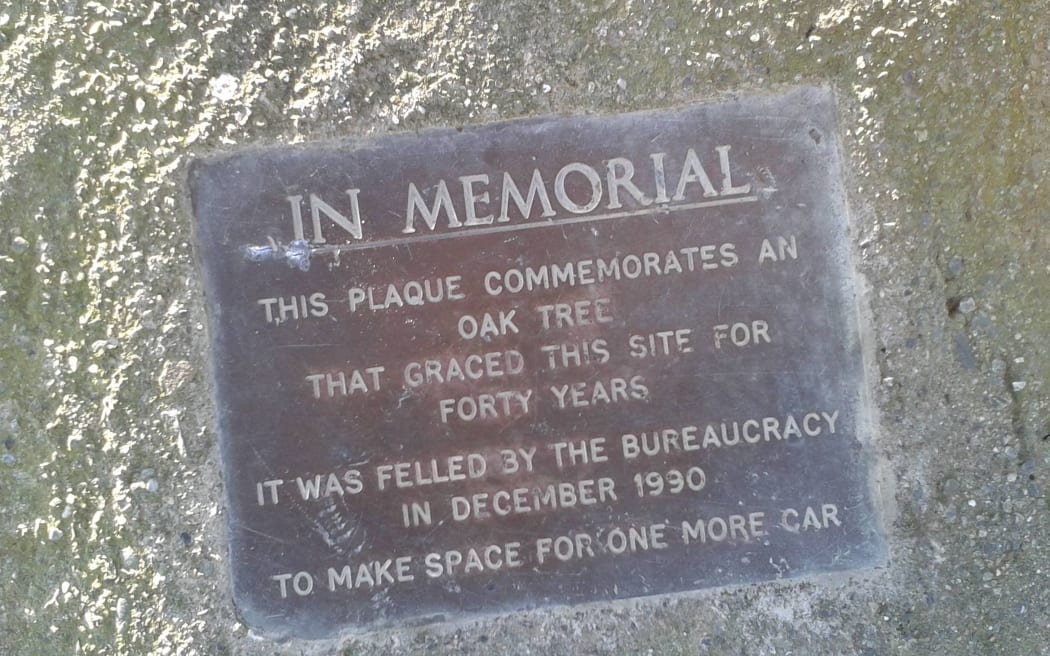 IN MEMORIAL
THIS PLAQUE COMMEMORATES AN
OAK TREE
THAT GRACED THIS SITE FOR
FORTY YEARS
IT WAS FELLED BY THE BUREAUCRACY
IN DECEMBER 1990
TO MAKE SPACE FOR ONE MORE CAR